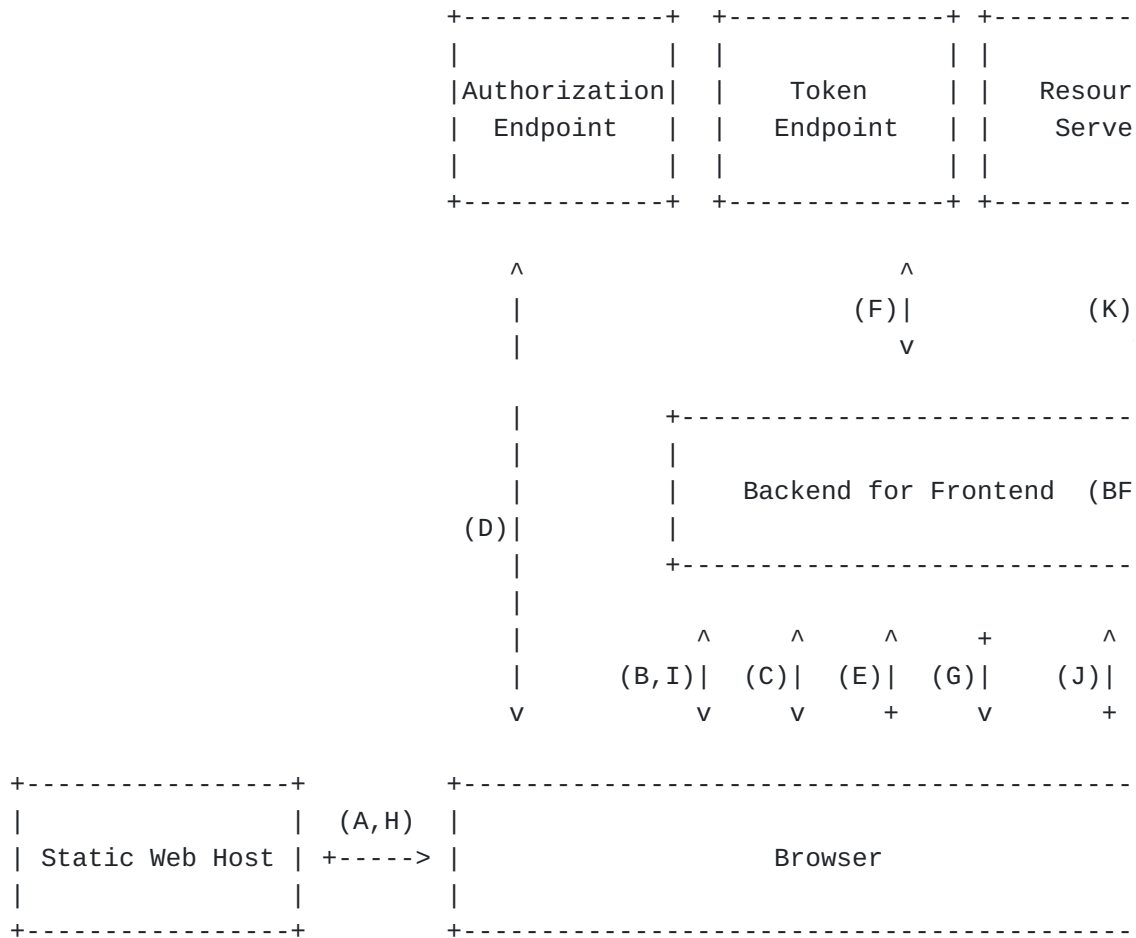 +-------------+  +---------------+ +---------
|             |  |               | |
|Authorization|  |     Token     | |   Resour
|  Endpoint   |  |   Endpoint    | |    Serve
|             |  |               | |
+-------------+  +---------------+ +---------
^                        ^
|                     (F)|           (K)
|                        v
|         +-----------------------------
|         |
|         |    Backend for Frontend  (BF
(D)|         |
|         +-----------------------------
|
|           ^     ^     ^     +       ^
|      (B,I)|  (C)|  (E)|  (G)|    (J)|
v           v     v     +     v       +
+-----------------+         +-------------------------------------------
|                 |  (A,H)  |
| Static Web Host | +-----> |                    Browser
|                 |         |
+-----------------+         +-------------------------------------------